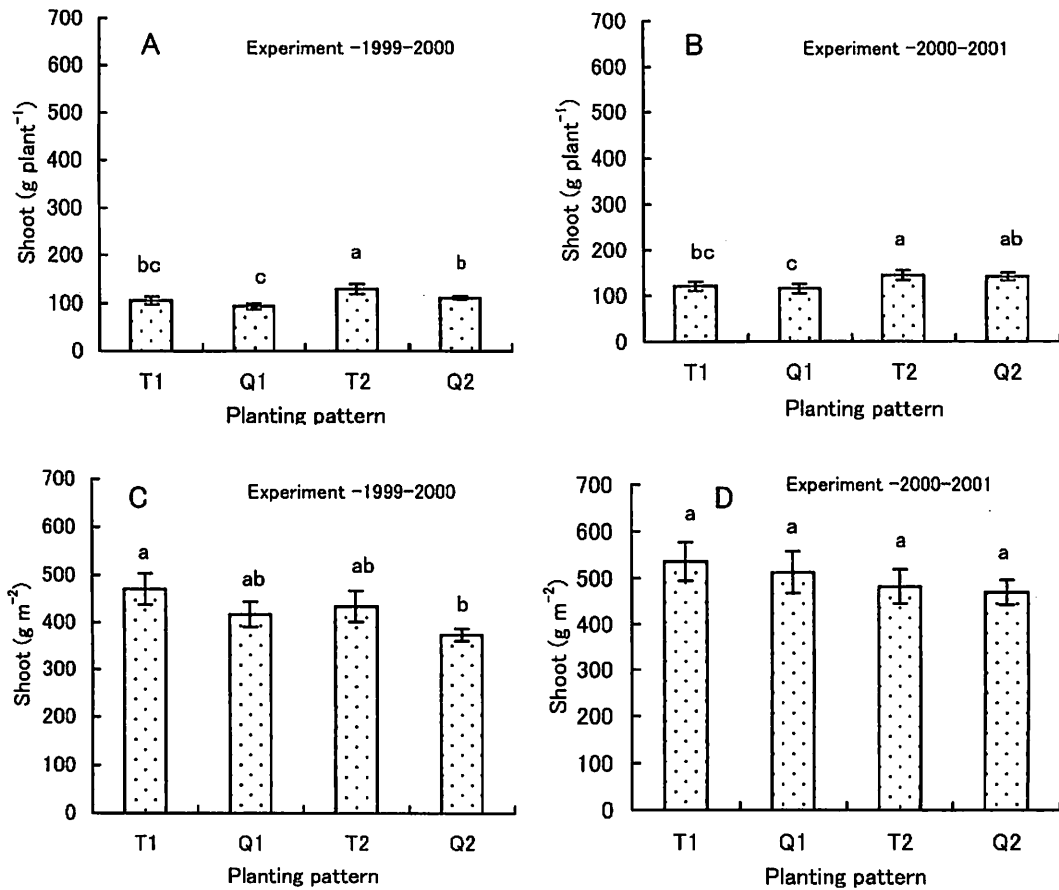 A
Experiment -1999-2000
Shoot (g plant⁻¹)
700
600
500
400
300
200
100
0
bc
c
a
b
T1
Q1
T2
Q2
Planting pattern
B
Experiment -2000-2001
Shoot (g plant⁻¹)
700
600
500
400
300
200
100
0
bc
c
a
ab
T1
Q1
T2
Q2
Planting pattern
C
Experiment -1999-2000
Shoot (g m⁻²)
700
600
500
400
300
200
100
0
a
ab
ab
b
T1
Q1
T2
Q2
Planting pattern
D
Experiment -2000-2001
Shoot (g m⁻²)
700
600
500
400
300
200
100
0
a
a
a
a
T1
Q1
T2
Q2
Planting pattern